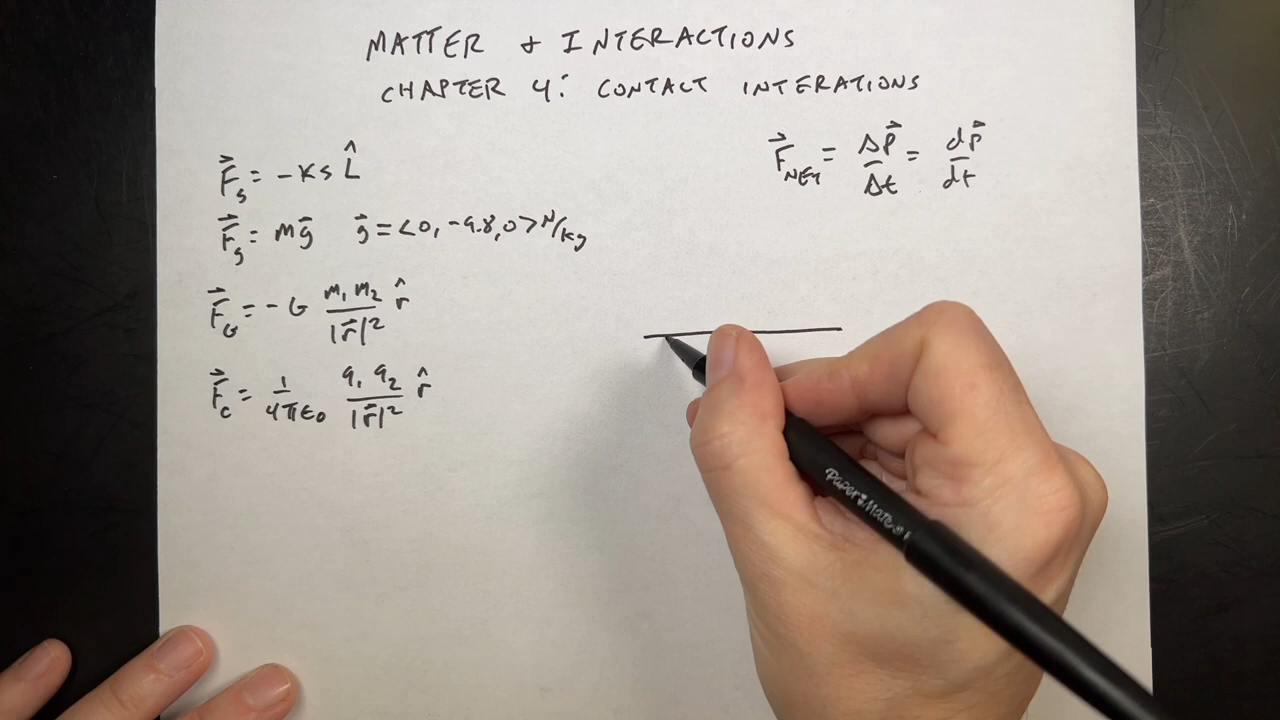 MATTER + INTERACTIONS
CHAPTER 4: CONTACT INTERATIONS
F⃗_NET = Δp⃗/Δt = dp⃗/dt
F⃗_s = -ks L̂
F⃗_g = mg⃗ g⃗ = <0, -9.8, 0> N/kg
F⃗_G = -G m₁m₂/|r⃗|² r̂
F⃗_C = 1/4πε₀ q₁q₂/|r⃗|² r̂
Paper Mate